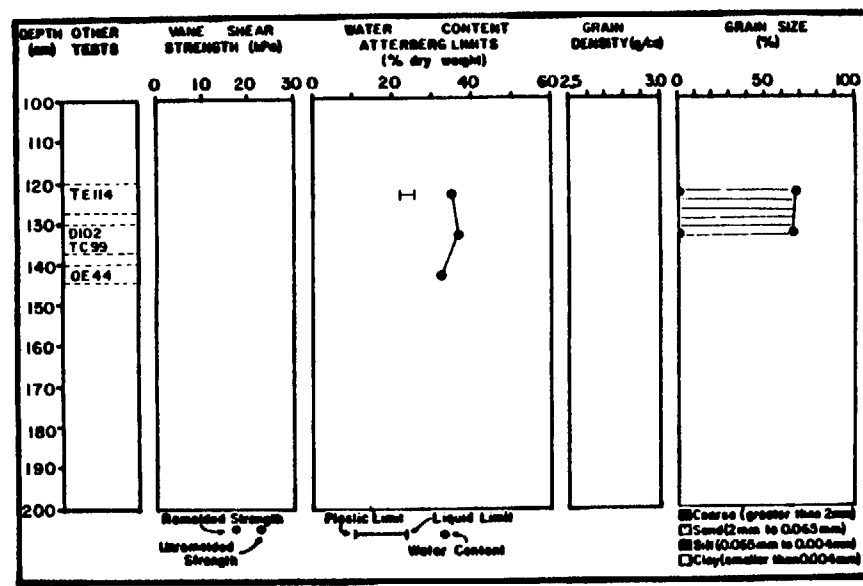 DEPTH OTHER VANE SHEAR WATER CONTENT GRAIN GRAIN SIZE
TESTS STRENGTH (kPa) ATTERBERG LIMITS DENSITY(g/cc) (%)
(% dry weight)
0 10 20 30 0 20 40 60 2.5 3.0 0 50 100
100
110
120
TE114
130
D102
TC99
140
OE44
150
160
170
180
190
200
Remolded Strength
Unremolded
Strength
Plastic Limit Liquid Limit
Water Content
Coarse (greater than 2mm)
Sand(2mm to 0.063mm)
Silt(0.063mm to 0.004mm)
Clay(smaller than 0.004mm)